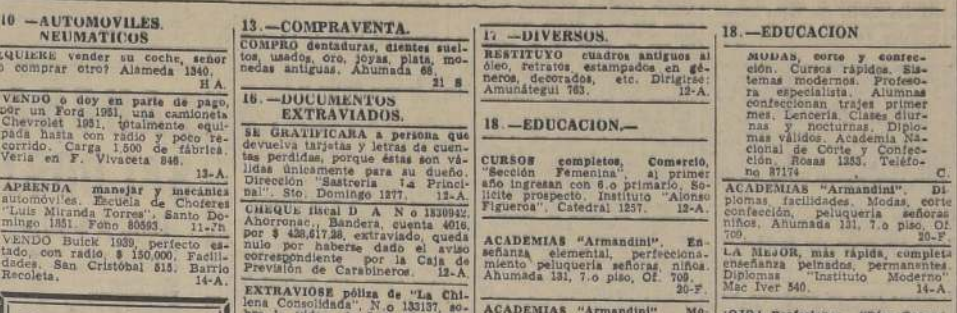 10 —AUTOMOVILES.
NEUMATICOS
QUIERE vender su coche, señor
o comprar otro? Alameda 1340.
H A.
VENDO o doy en parte de pago,
por un Ford 1951, una camioneta
Chevrolet 1951, totalmente equi-
pada hasta con radio y poco re-
corrido. Carga 1.500 de fábrica.
Verla en F. Vivaceta 846.
13-A.
APRENDA manejar y mecánica
automóviles. Escuela de Choferes
"Luis Miranda Torres", Santo Do-
mingo 1851. Fono 80593. 11-Jh
VENDO Buick 1939, perfecto es-
tado, con radio, $ 150.000. Facili-
dades. San Cristóbal 515. Barrio
Recoleta. 14-A.
13.—COMPRAVENTA.
COMPRO dentaduras, dientes suel-
tos, usados, oro, joyas, plata, mo-
nedas antiguas. Ahumada 68.
21 S
16.—DOCUMENTOS
EXTRAVIADOS.
SE GRATIFICARA a persona que
devuelva tarjetas y letras de cuen-
tas perdidas, porque éstas son vá-
lidas únicamente para su dueño.
Dirección "Sastrería La Princi-
pal". Sto. Domingo 1277. 12-A.
CHEQUE fiscal D A N o 1830942,
Ahorrona., Bandera, cuenta 4016,
por $ 428,617.28, extraviado, queda
nulo por haberse dado el aviso
correspondiente por la Caja de
Previsión de Carabineros. 12-A.
EXTRAVIOSE póliza de "La Chi-
lena Consolidada", N.o 133137, so-
17 —DIVERSOS.
RESTITUYO cuadros antiguos al
óleo, retratos estampados en gé-
neros, decorados, etc. Dirigirse:
Amunátegui 763. 12-A.
18.—EDUCACION.—
CURSOS completos, Comercio,
"Sección Femenina", al primer
año ingresan con 6.o primario. So-
licite prospecto. Instituto "Alonso
Figueroa". Catedral 1257. 12-A.
ACADEMIAS "Armandini". En-
señanza elemental, perfecciona-
miento peluquería señoras niños.
Ahumada 131, 7.o piso, Of. 709
20-F.
ACADEMIAS "Armandini" Mo-
18.—EDUCACION
MODAS, corte y confec-
ción. Cursos rápidos. Sis-
temas modernos. Profeso-
ra especialista. Alumnas
confeccionan trajes primer
mes. Lencería. Clases diur-
nas y nocturnas. Diplo-
mas válidos. Academia Na-
cional de Corte y Confec-
ción, Rosas 1253. Teléfo-
no 87174 C.
ACADEMIAS "Armandini". Di-
plomas, facilidades. Modas, corte
confección, peluquería señoras
niños. Ahumada 131, 7.o piso, Of.
709. 20-F.
LA MEJOR, más rápida, completa
enseñanza peinados, permanentes.
Diplomas "Instituto Moderno"
Mac Iver 540. 14-A.